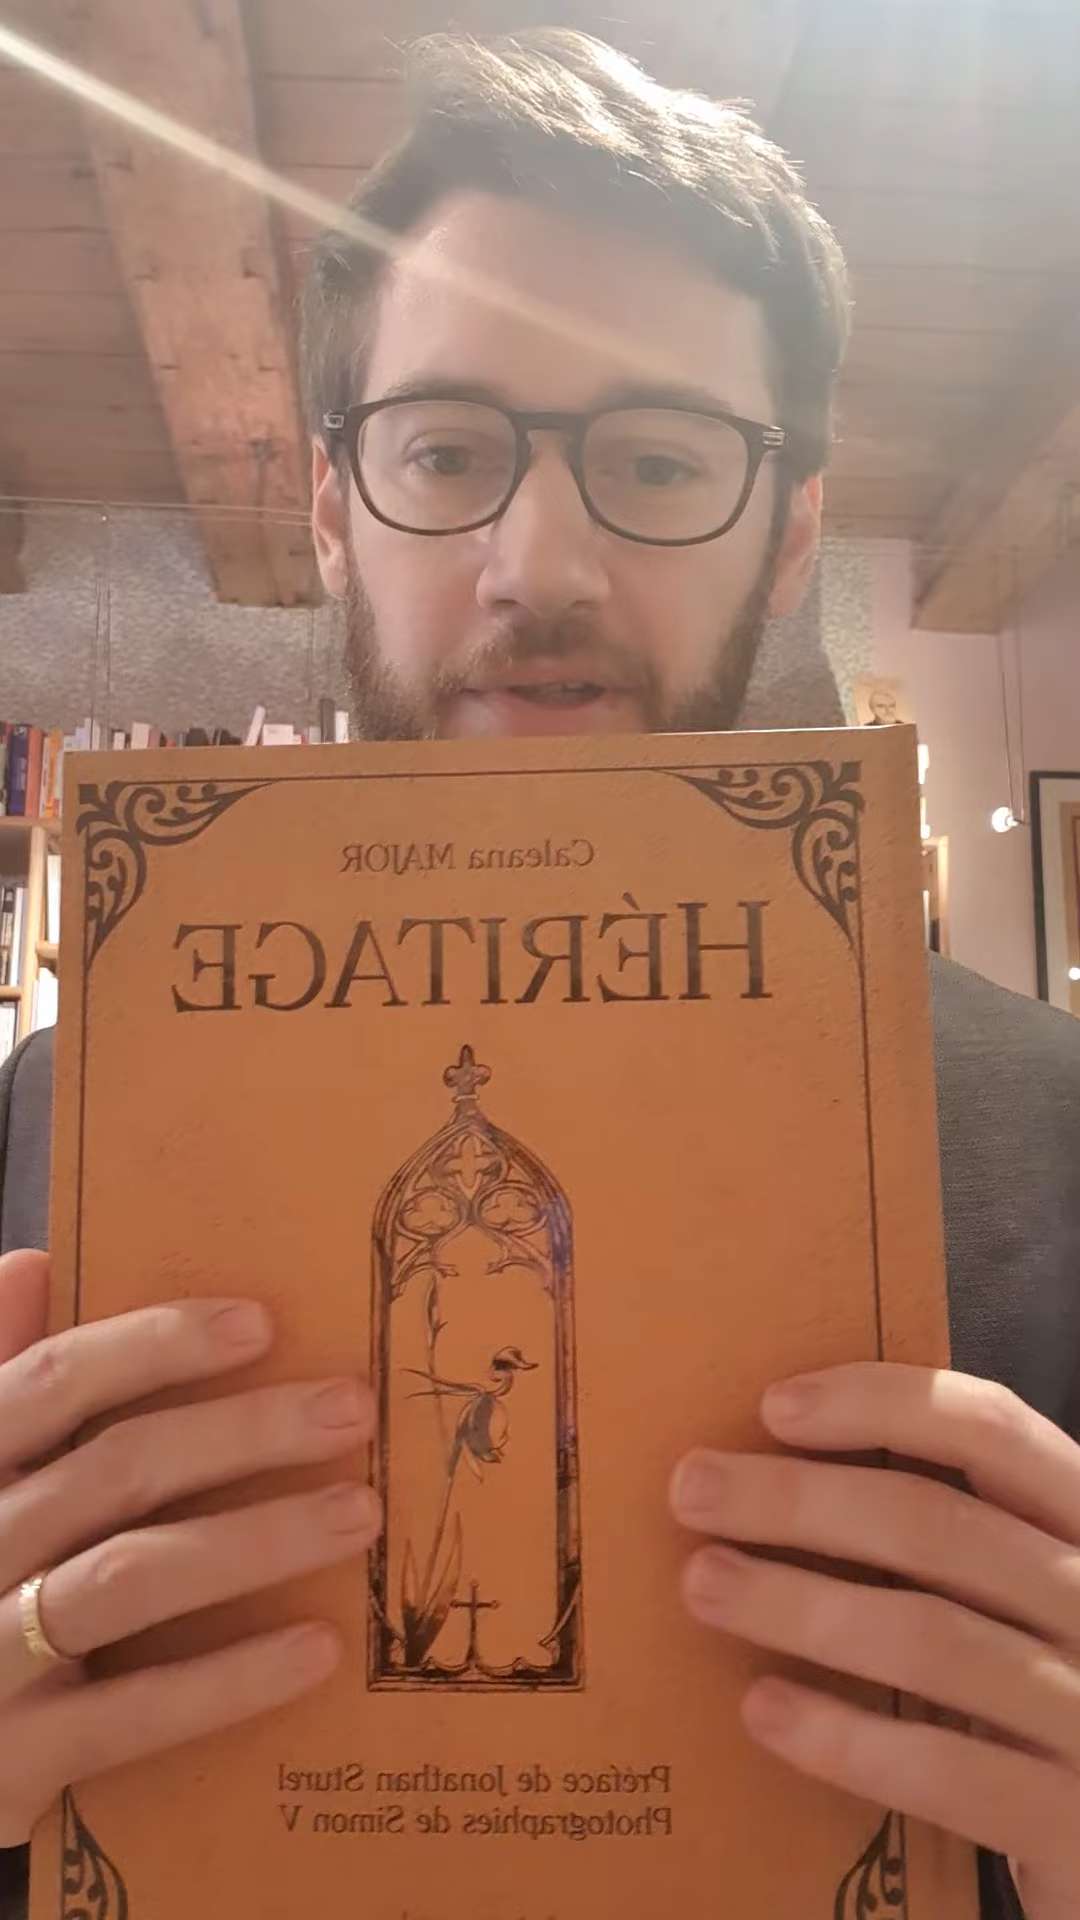 Caleana MAJOR
HÉRITAGE
Préface de Jonathan Sturel
Photographies de Simon V